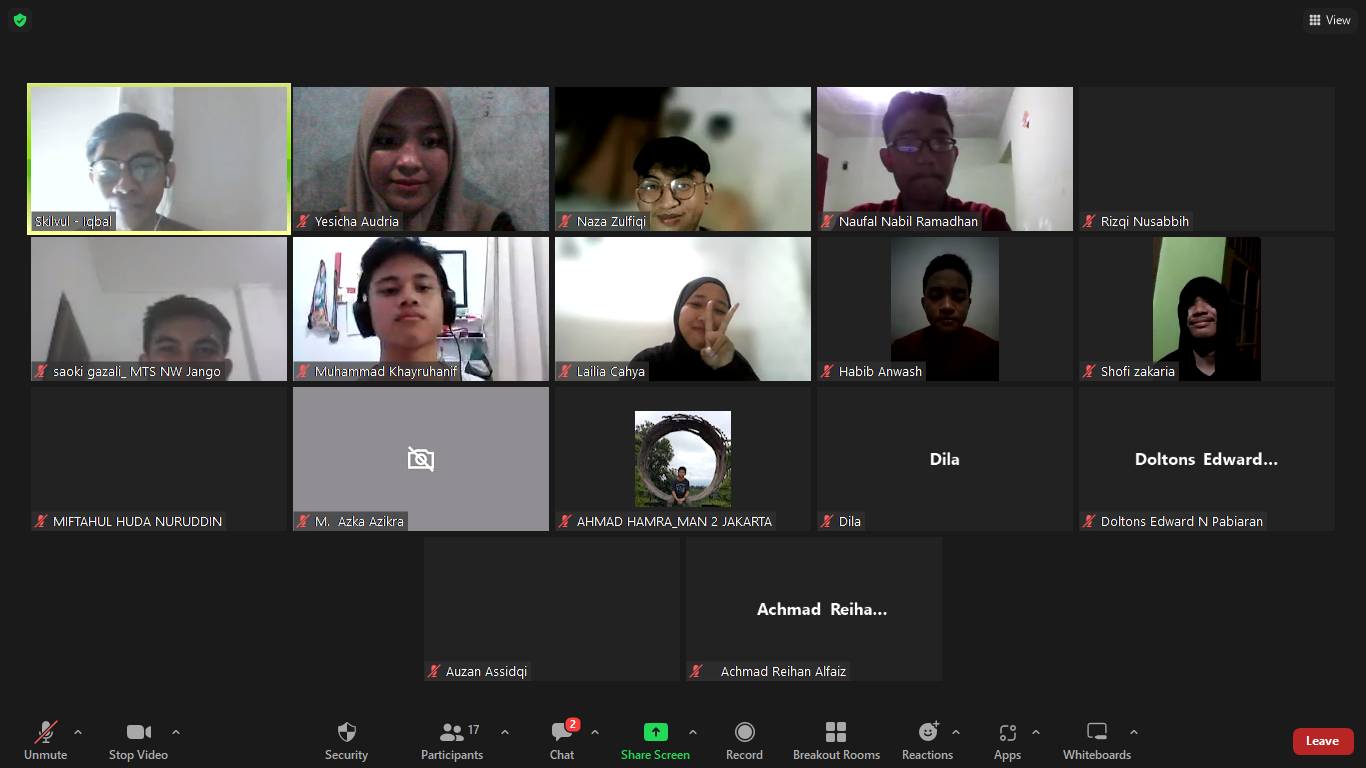 View
Skilvul - Iqbal
Yesicha Audria
Naza Zulfiqi
Naufal Nabil Ramadhan
Rizqi Nusabbih
saoki gazali_ MTS NW Jango
Muhammad Khayruhanif
Lailia Cahya
Habib Anwash
Shofi zakaria
Dila
Doltons Edward...
MIFTAHUL HUDA NURUDDIN
M. Azka Azikra
AHMAD HAMRA_MAN 2 JAKARTA
Dila
Doltons Edward N Pabiaran
Achmad Reiha...
Auzan Assidqi
Achmad Reihan Alfaiz
17
2
Unmute
Stop Video
Security
Participants
Chat
Share Screen
Record
Breakout Rooms
Reactions
Apps
Whiteboards
Leave